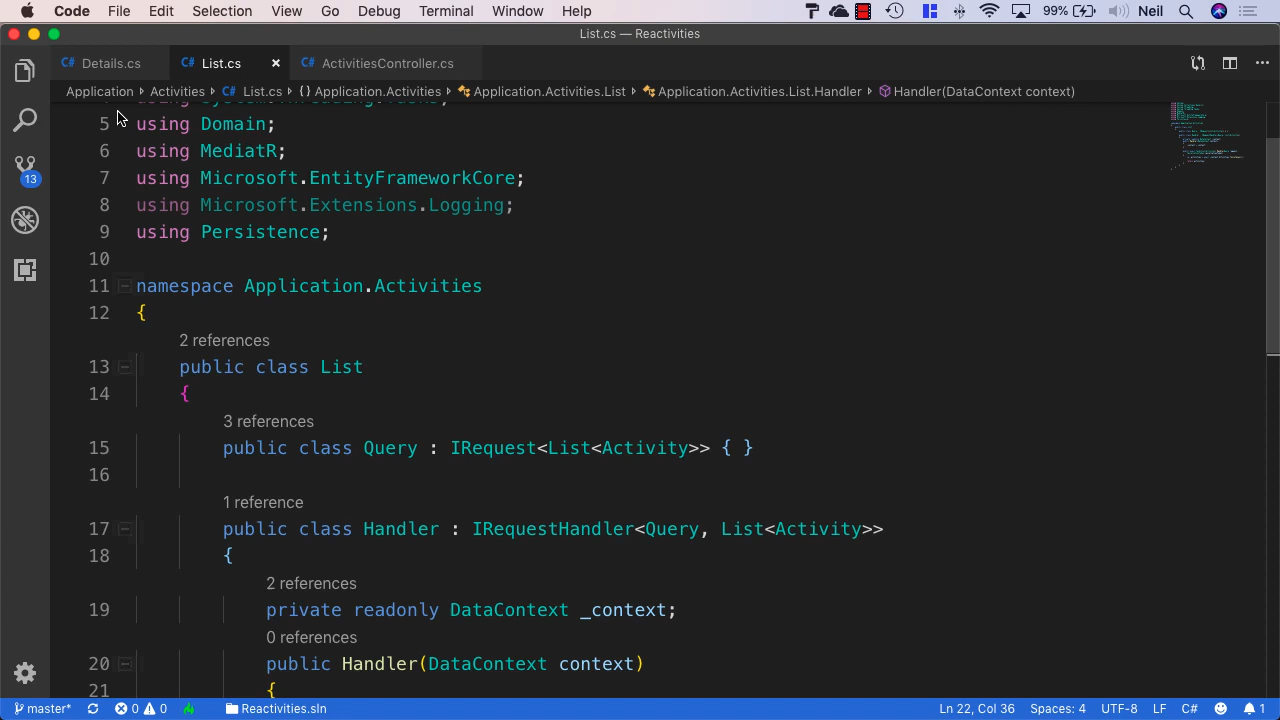 Code File Edit Selection View Go Debug Terminal Window Help 99% Neil
List.cs — Reactivities
C# Details.cs C# List.cs × C# ActivitiesController.cs
Application › Activities › C# List.cs › {} Application.Activities › Application.Activities.List › Application.Activities.List.Handler › Handler(DataContext context)
using System.Threading.Tasks;
5 using Domain;
6 using MediatR;
7 using Microsoft.EntityFrameworkCore;
8 using Microsoft.Extensions.Logging;
9 using Persistence;
10
11 namespace Application.Activities
12 {
2 references
13 public class List
14 {
3 references
15 public class Query : IRequest<List<Activity>> { }
16
1 reference
17 public class Handler : IRequestHandler<Query, List<Activity>>
18 {
2 references
19 private readonly DataContext _context;
0 references
20 public Handler(DataContext context)
21 {
13
master* 0 0 Reactivities.sln Ln 22, Col 36 Spaces: 4 UTF-8 LF C# 1